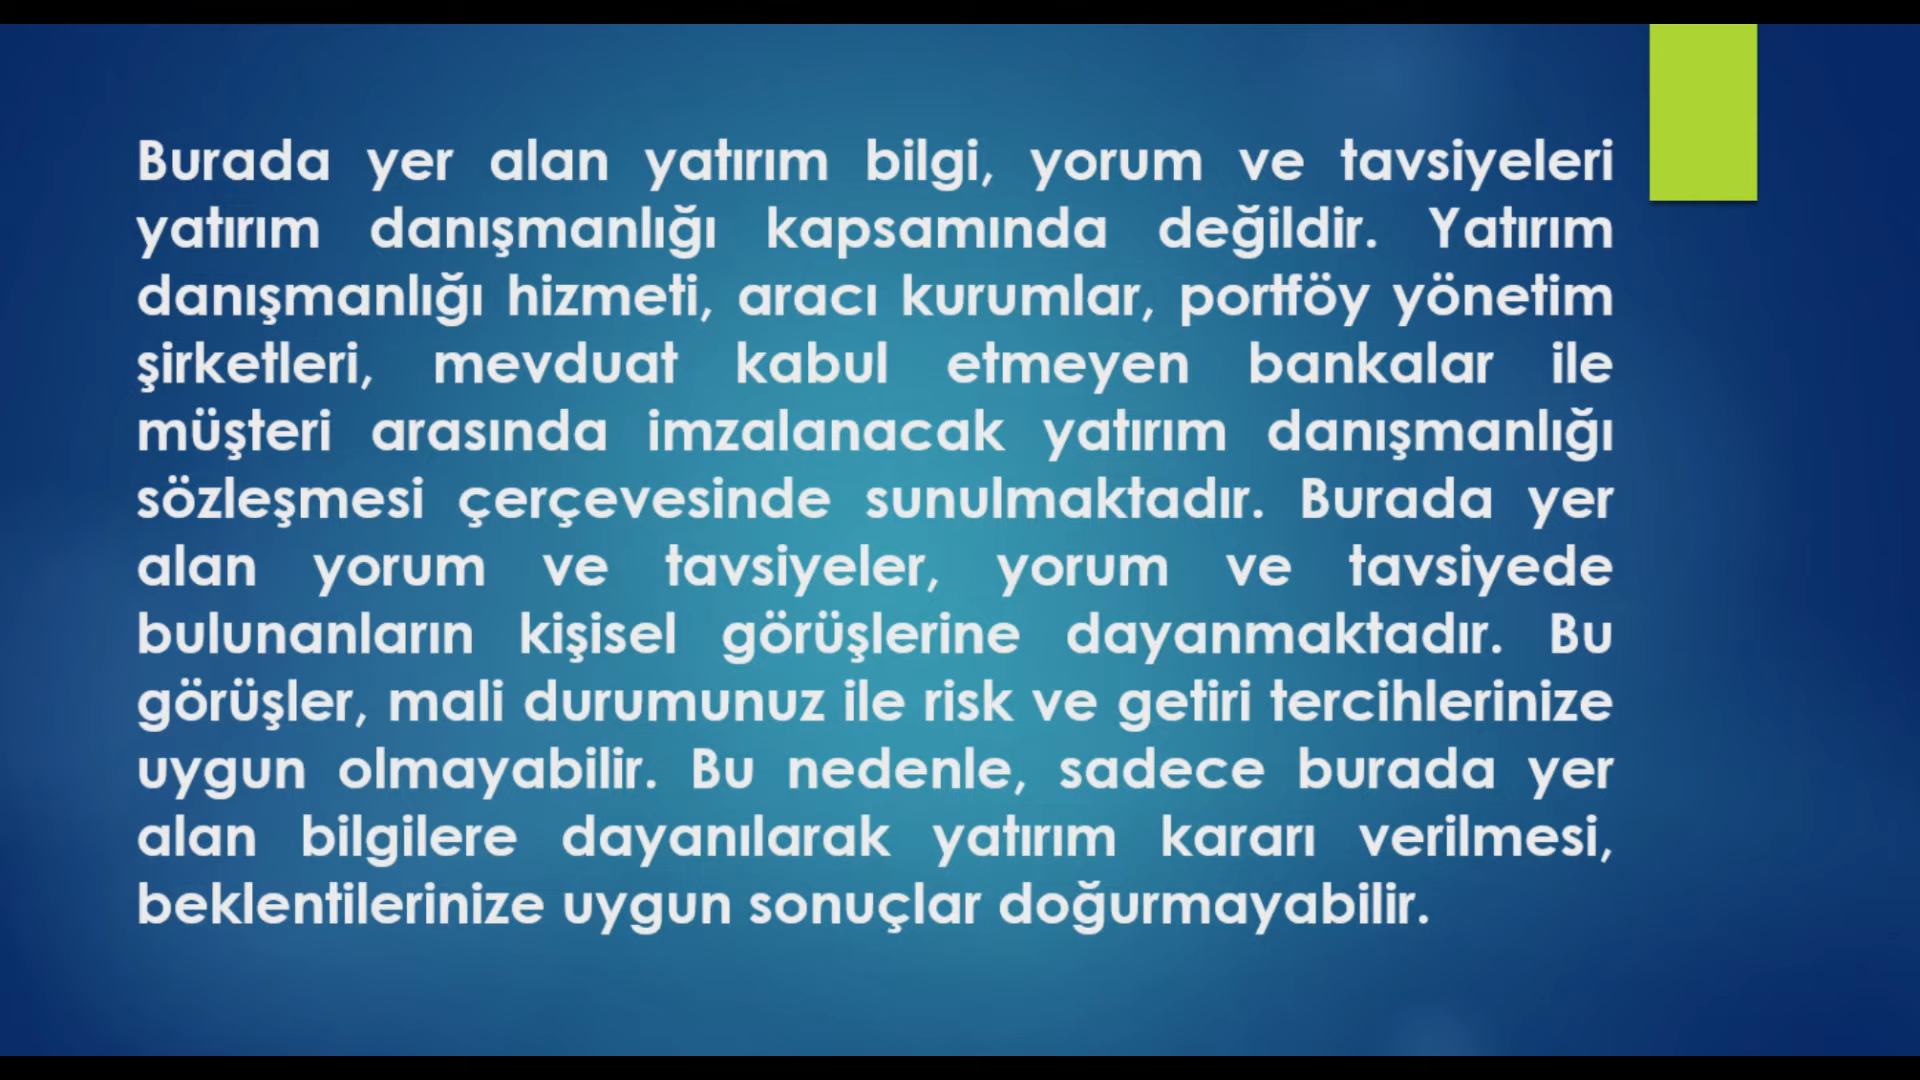 Burada yer alan yatırım bilgi, yorum ve tavsiyeleri
yatırım danışmanlığı kapsamında değildir. Yatırım
danışmanlığı hizmeti, aracı kurumlar, portföy yönetim
şirketleri, mevduat kabul etmeyen bankalar ile
müşteri arasında imzalanacak yatırım danışmanlığı
sözleşmesi çerçevesinde sunulmaktadır. Burada yer
alan yorum ve tavsiyeler, yorum ve tavsiyede
bulunanların kişisel görüşlerine dayanmaktadır. Bu
görüşler, mali durumunuz ile risk ve getiri tercihlerinize
uygun olmayabilir. Bu nedenle, sadece burada yer
alan bilgilere dayanılarak yatırım kararı verilmesi,
beklentilerinize uygun sonuçlar doğurmayabilir.